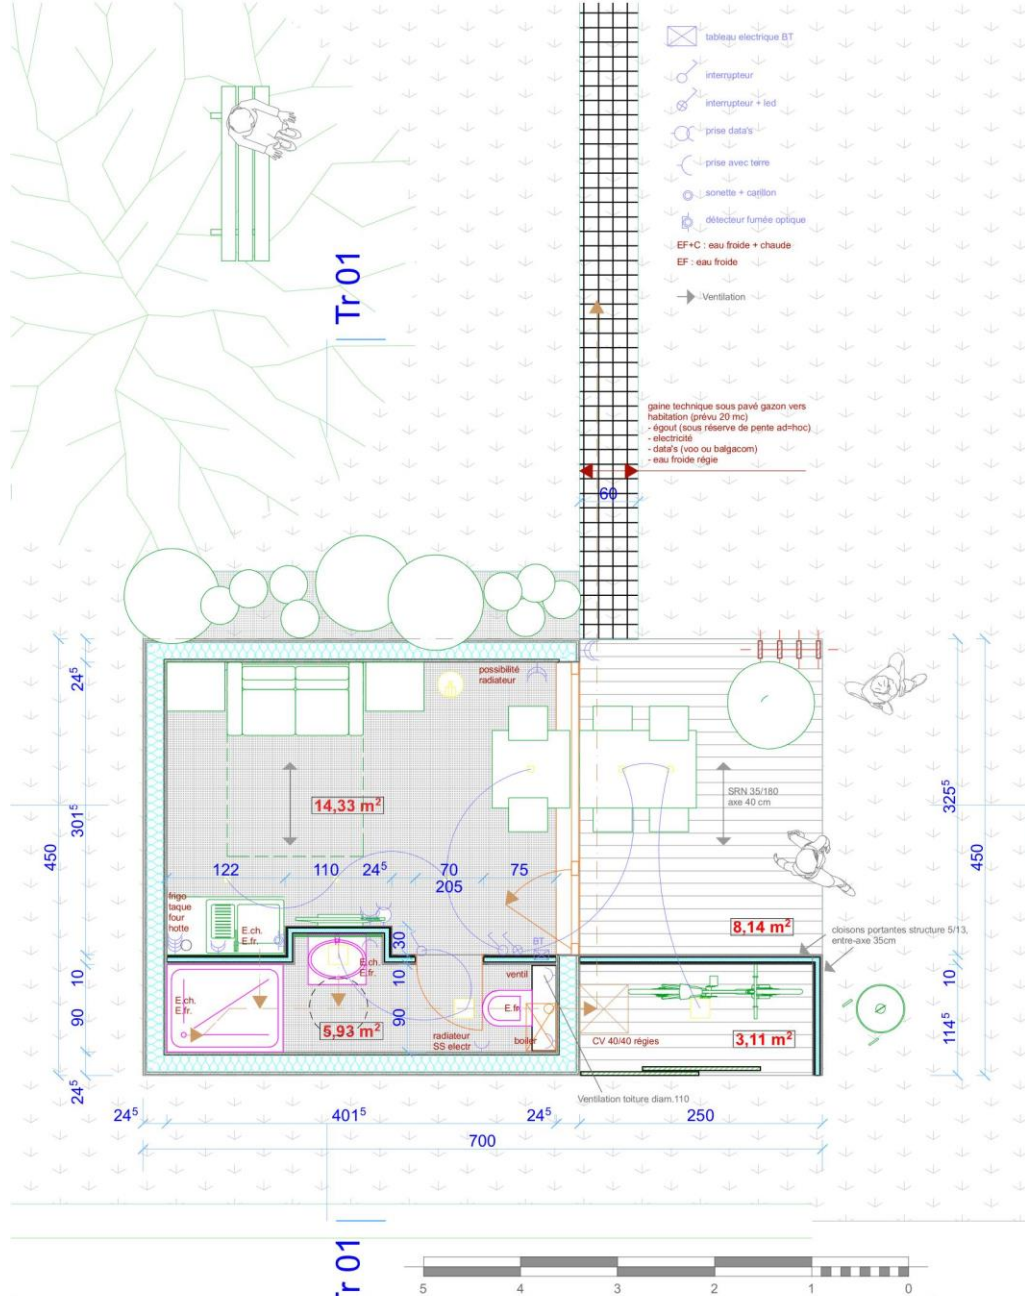 tableau electrique BT
interrupteur
interrupteur + led
prise data's
prise avec terre
sonette + carillon
détecteur fumée optique
EF+C : eau froide + chaude
EF : eau froide
Ventilation
Tr 01
gaine technique sous pavé gazon vers
habitation (prévu 20 mc)
- égout (sous réserve de pente ad=hoc)
- electricité
- data's (voo ou balgacom)
- eau froide régie
60
possibilité
radiateur
24⁵
301⁵
450
10
90
24⁵
14,33 m²
SRN 35/180
axe 40 cm
325⁵
450
10
114⁵
122
110
24⁵
70
75
205
frigo
taque
four
hotte
E.ch.
E.fr.
30
BT
8,14 m²
cloisons portantes structure 5/13,
entre-axe 35cm
E.ch.
E.fr.
E.ch.
E.fr.
10
90
ventil
E.fr.
5,93 m²
radiateur
SS electr
boiler
CV 40/40 régies
3,11 m²
Ventilation toiture diam.110
24⁵
401⁵
24⁵
250
700
Tr 01
5
4
3
2
1
0